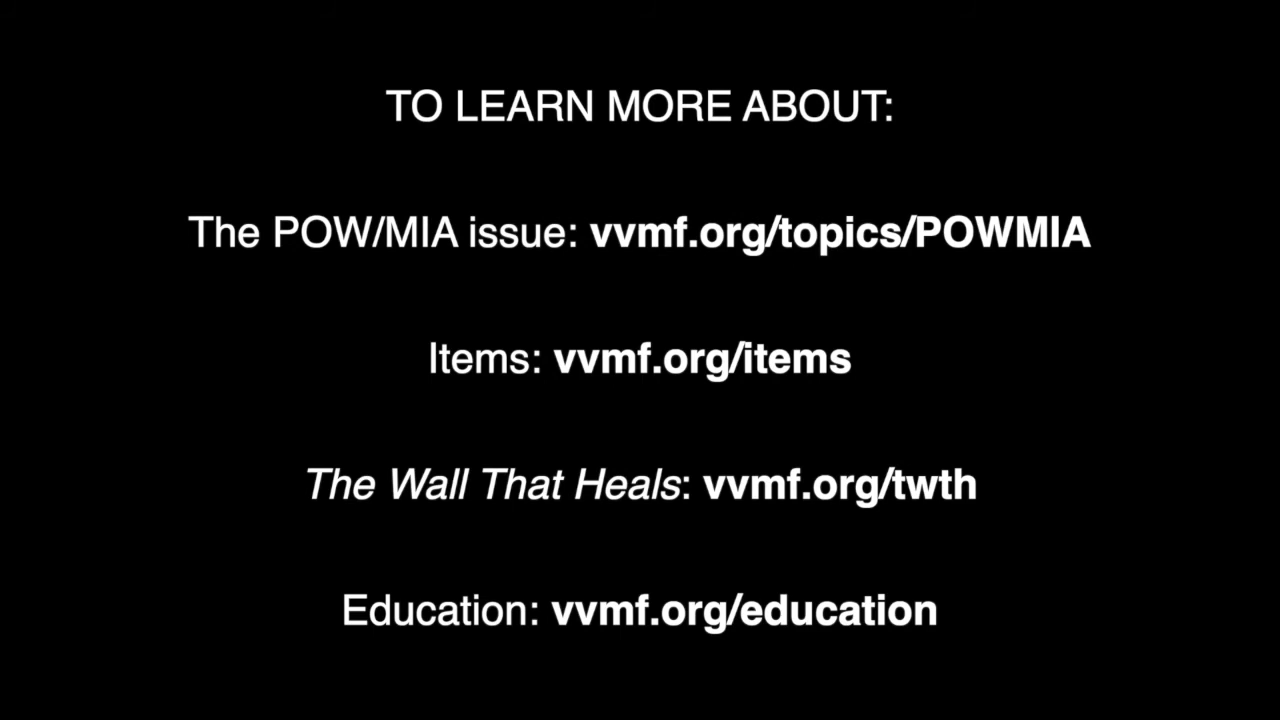 TO LEARN MORE ABOUT:
The POW/MIA issue: vvmf.org/topics/POWMIA
Items: vvmf.org/items
The Wall That Heals: vvmf.org/twth
Education: vvmf.org/education